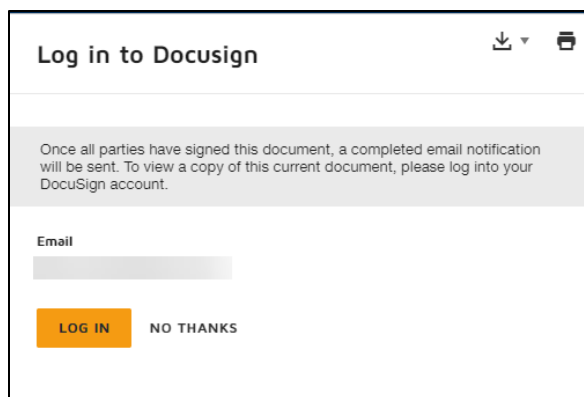 Log in to Docusign
Once all parties have signed this document, a completed email notification
will be sent. To view a copy of this current document, please log into your
DocuSign account.
Email
LOG IN NO THANKS